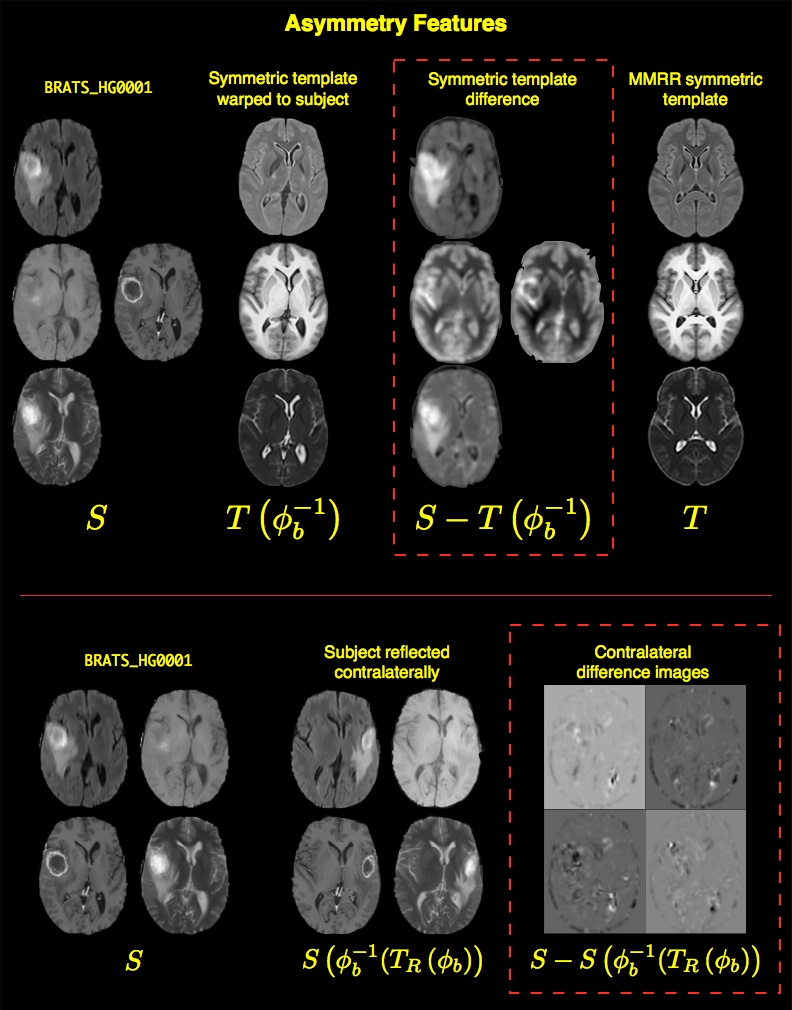 Asymmetry Features
BRATS_HG0001
Symmetric template
warped to subject
Symmetric template
difference
MMRR symmetric
template
S
T (ϕ_b^{-1})
S − T (ϕ_b^{-1})
T
BRATS_HG0001
Subject reflected
contralaterally
Contralateral
difference images
S
S (ϕ_b^{-1}(T_R (ϕ_b))
S − S (ϕ_b^{-1}(T_R (ϕ_b))